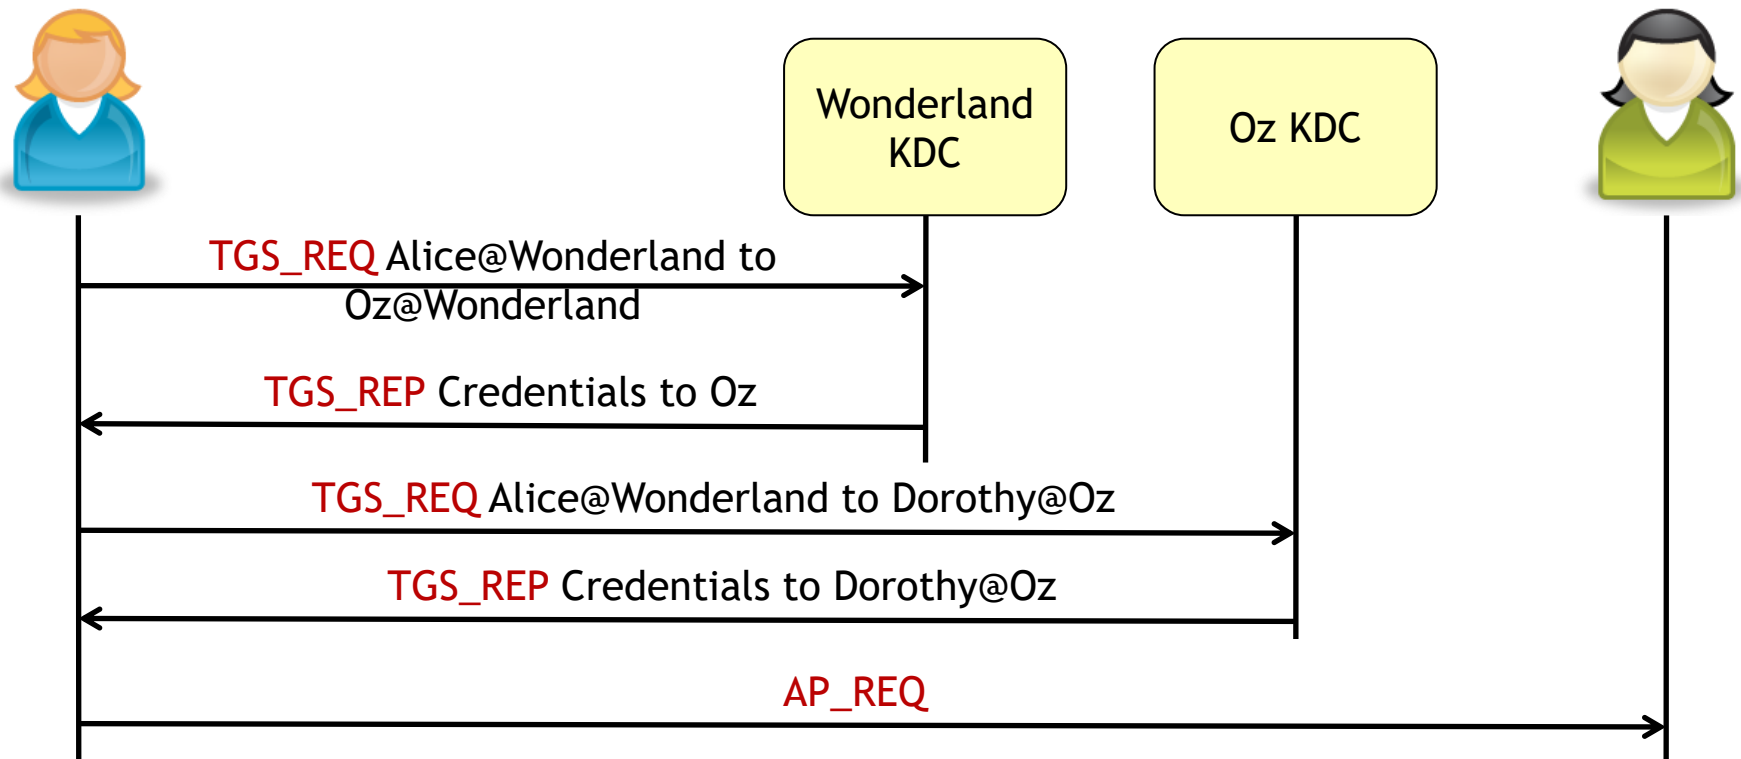 Wonderland
KDC
Oz KDC
TGS_REQ Alice@Wonderland to
Oz@Wonderland
TGS_REP Credentials to Oz
TGS_REQ Alice@Wonderland to Dorothy@Oz
TGS_REP Credentials to Dorothy@Oz
AP_REQ